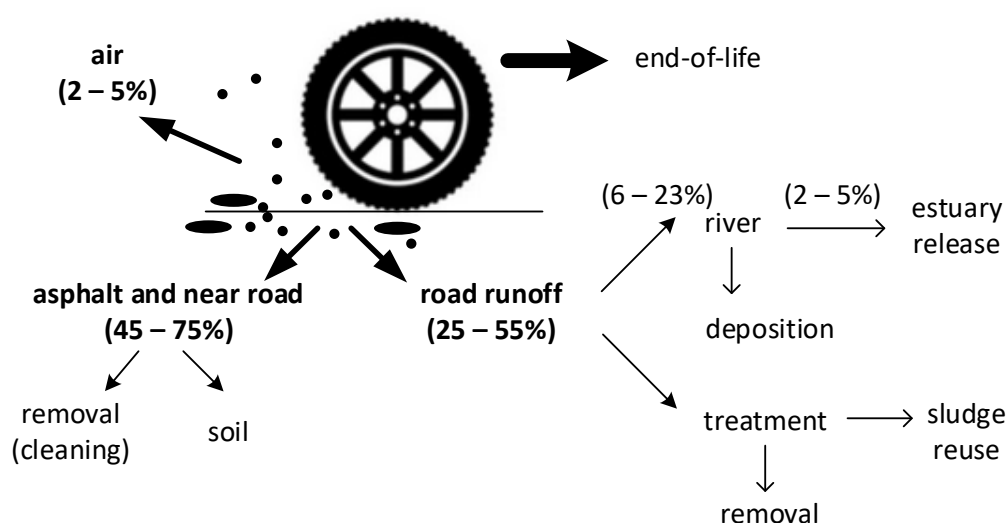 air
(2 – 5%)
end-of-life
(6 – 23%)
river
(2 – 5%)
estuary
release
asphalt and near road
(45 – 75%)
road runoff
(25 – 55%)
deposition
removal
(cleaning)
soil
treatment
sludge
reuse
removal